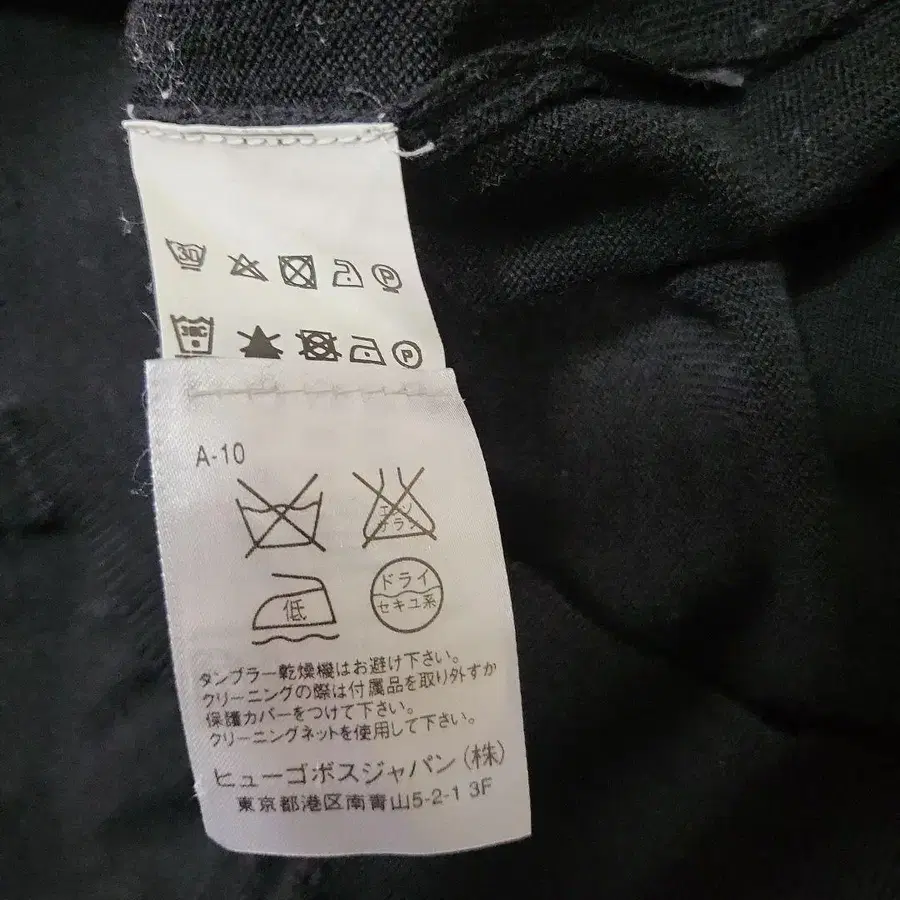 30
P
30C
P
A-10
エンソ
テラス
低
ドライ
セキユ系
タンブラー乾燥機はお避け下さい。
クリーニングの際は付属品を取り外すか
保護カバーをつけて下さい。
クリーニングネットを使用して下さい。
ヒューゴボスジャパン(株)
東京都港区南青山5-2-1 3F